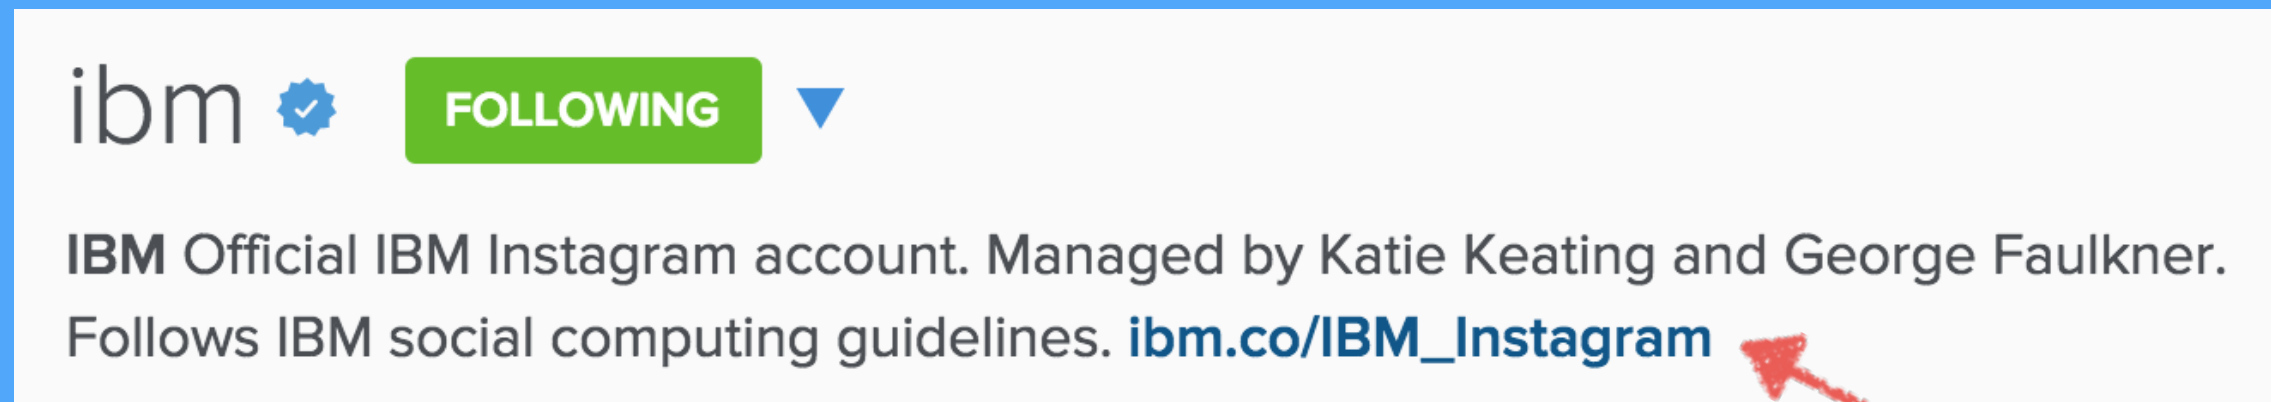 ibm FOLLOWING
IBM Official IBM Instagram account. Managed by Katie Keating and George Faulkner.
Follows IBM social computing guidelines. ibm.co/IBM_Instagram